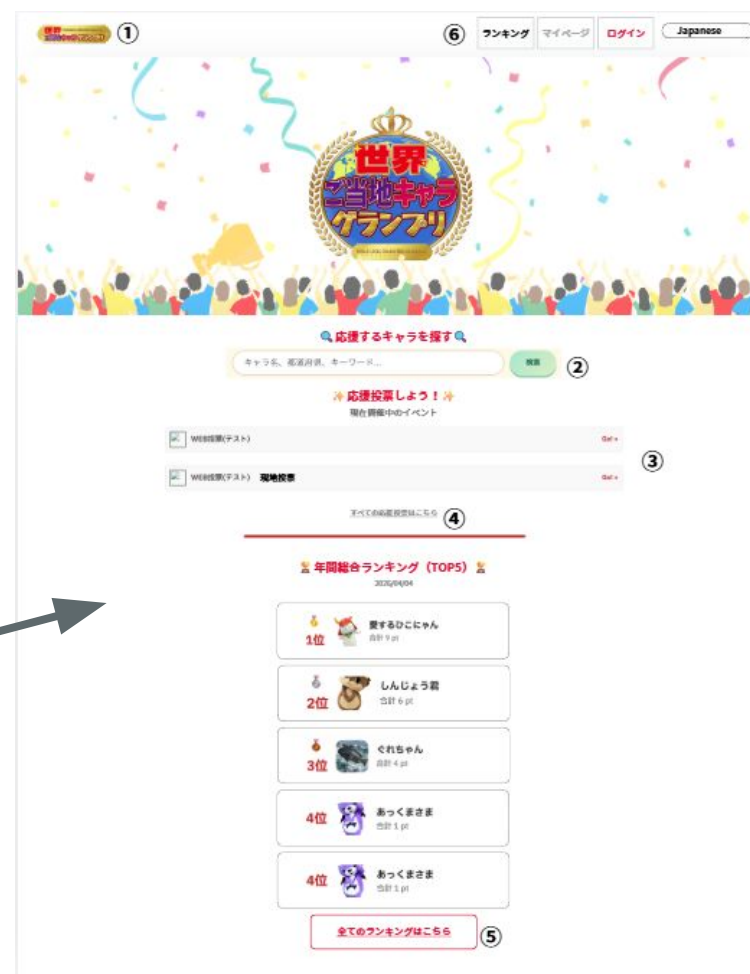 ①
⑥ ランキング マイページ ログイン Japanese
世界
ご当地キャラ
グランプリ
🔍応援するキャラを探す🔍
キャラ名、都道府県、キーワード... 検索 ②
✨応援投票しよう！✨
現在開催中のイベント
WEB投票(テスト) Go! »
③
WEB投票(テスト) 現地投票 Go! »
すべての応援投票はこちら ④
年間総合ランキング（TOP5）
2026/04/04
1位 愛するひこにゃん
合計 9 pt
2位 しんじょう君
合計 6 pt
3位 ぐれちゃん
合計 4 pt
4位 あっくまさま
合計 1 pt
4位 あっくまさま
合計 1 pt
全てのランキングはこちら ⑤